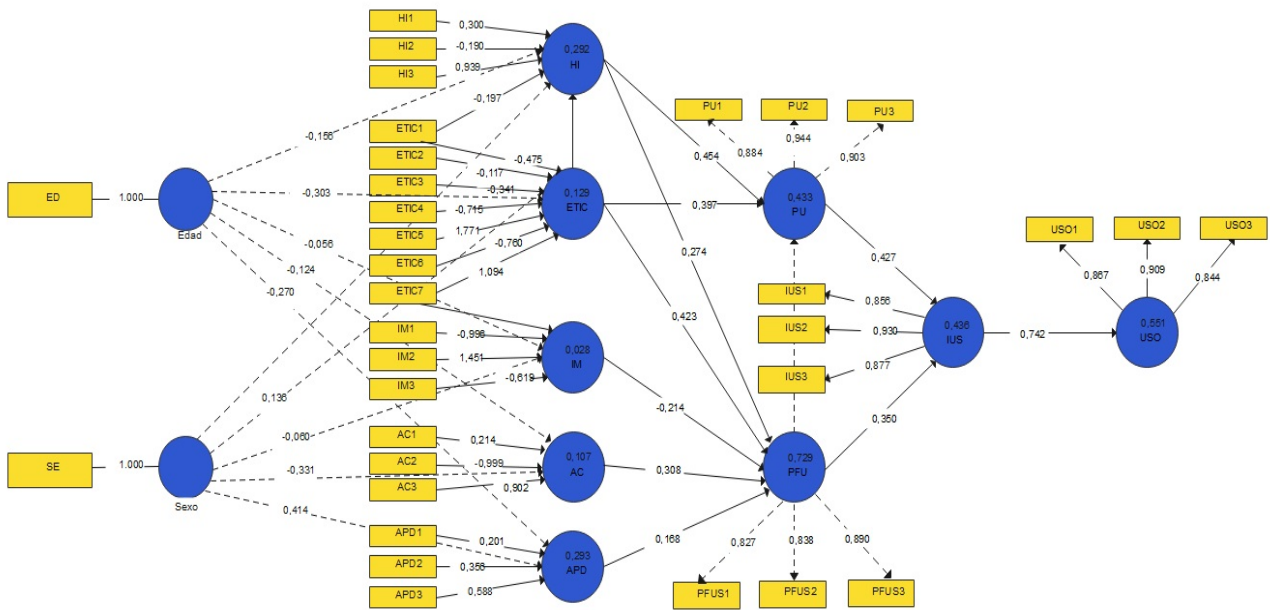 HI1
0,300
HI2
-0,190
HI3
0,939
0,292
HI
-0,197
-0,156
PU1
PU2
PU3
0,884
0,944
0,903
ETIC1
ETIC2
ETIC3
ETIC4
ETIC5
ETIC6
ETIC7
-0,475
-0,117
-0,341
-0,715
1,771
-0,760
1,094
0,129
ETIC
0,454
0,397
0,433
PU
ED
1.000
Edad
-0,303
-0,056
-0,124
-0,270
0,274
0,423
0,427
USO1
USO2
USO3
0,867
0,909
0,844
IUS1
IUS2
IUS3
0,856
0,930
0,877
0,436
IUS
0,742
0,551
USO
IM1
IM2
IM3
-0,996
1,451
-0,619
0,028
IM
-0,214
0,350
0,136
-0,060
-0,331
0,414
SE
1.000
Sexo
AC1
AC2
AC3
0,214
-0,999
0,902
0,107
AC
0,308
0,729
PFU
APD1
APD2
APD3
0,201
0,356
0,588
0,293
APD
0,168
0,827
0,838
0,890
PFUS1
PFUS2
PFUS3